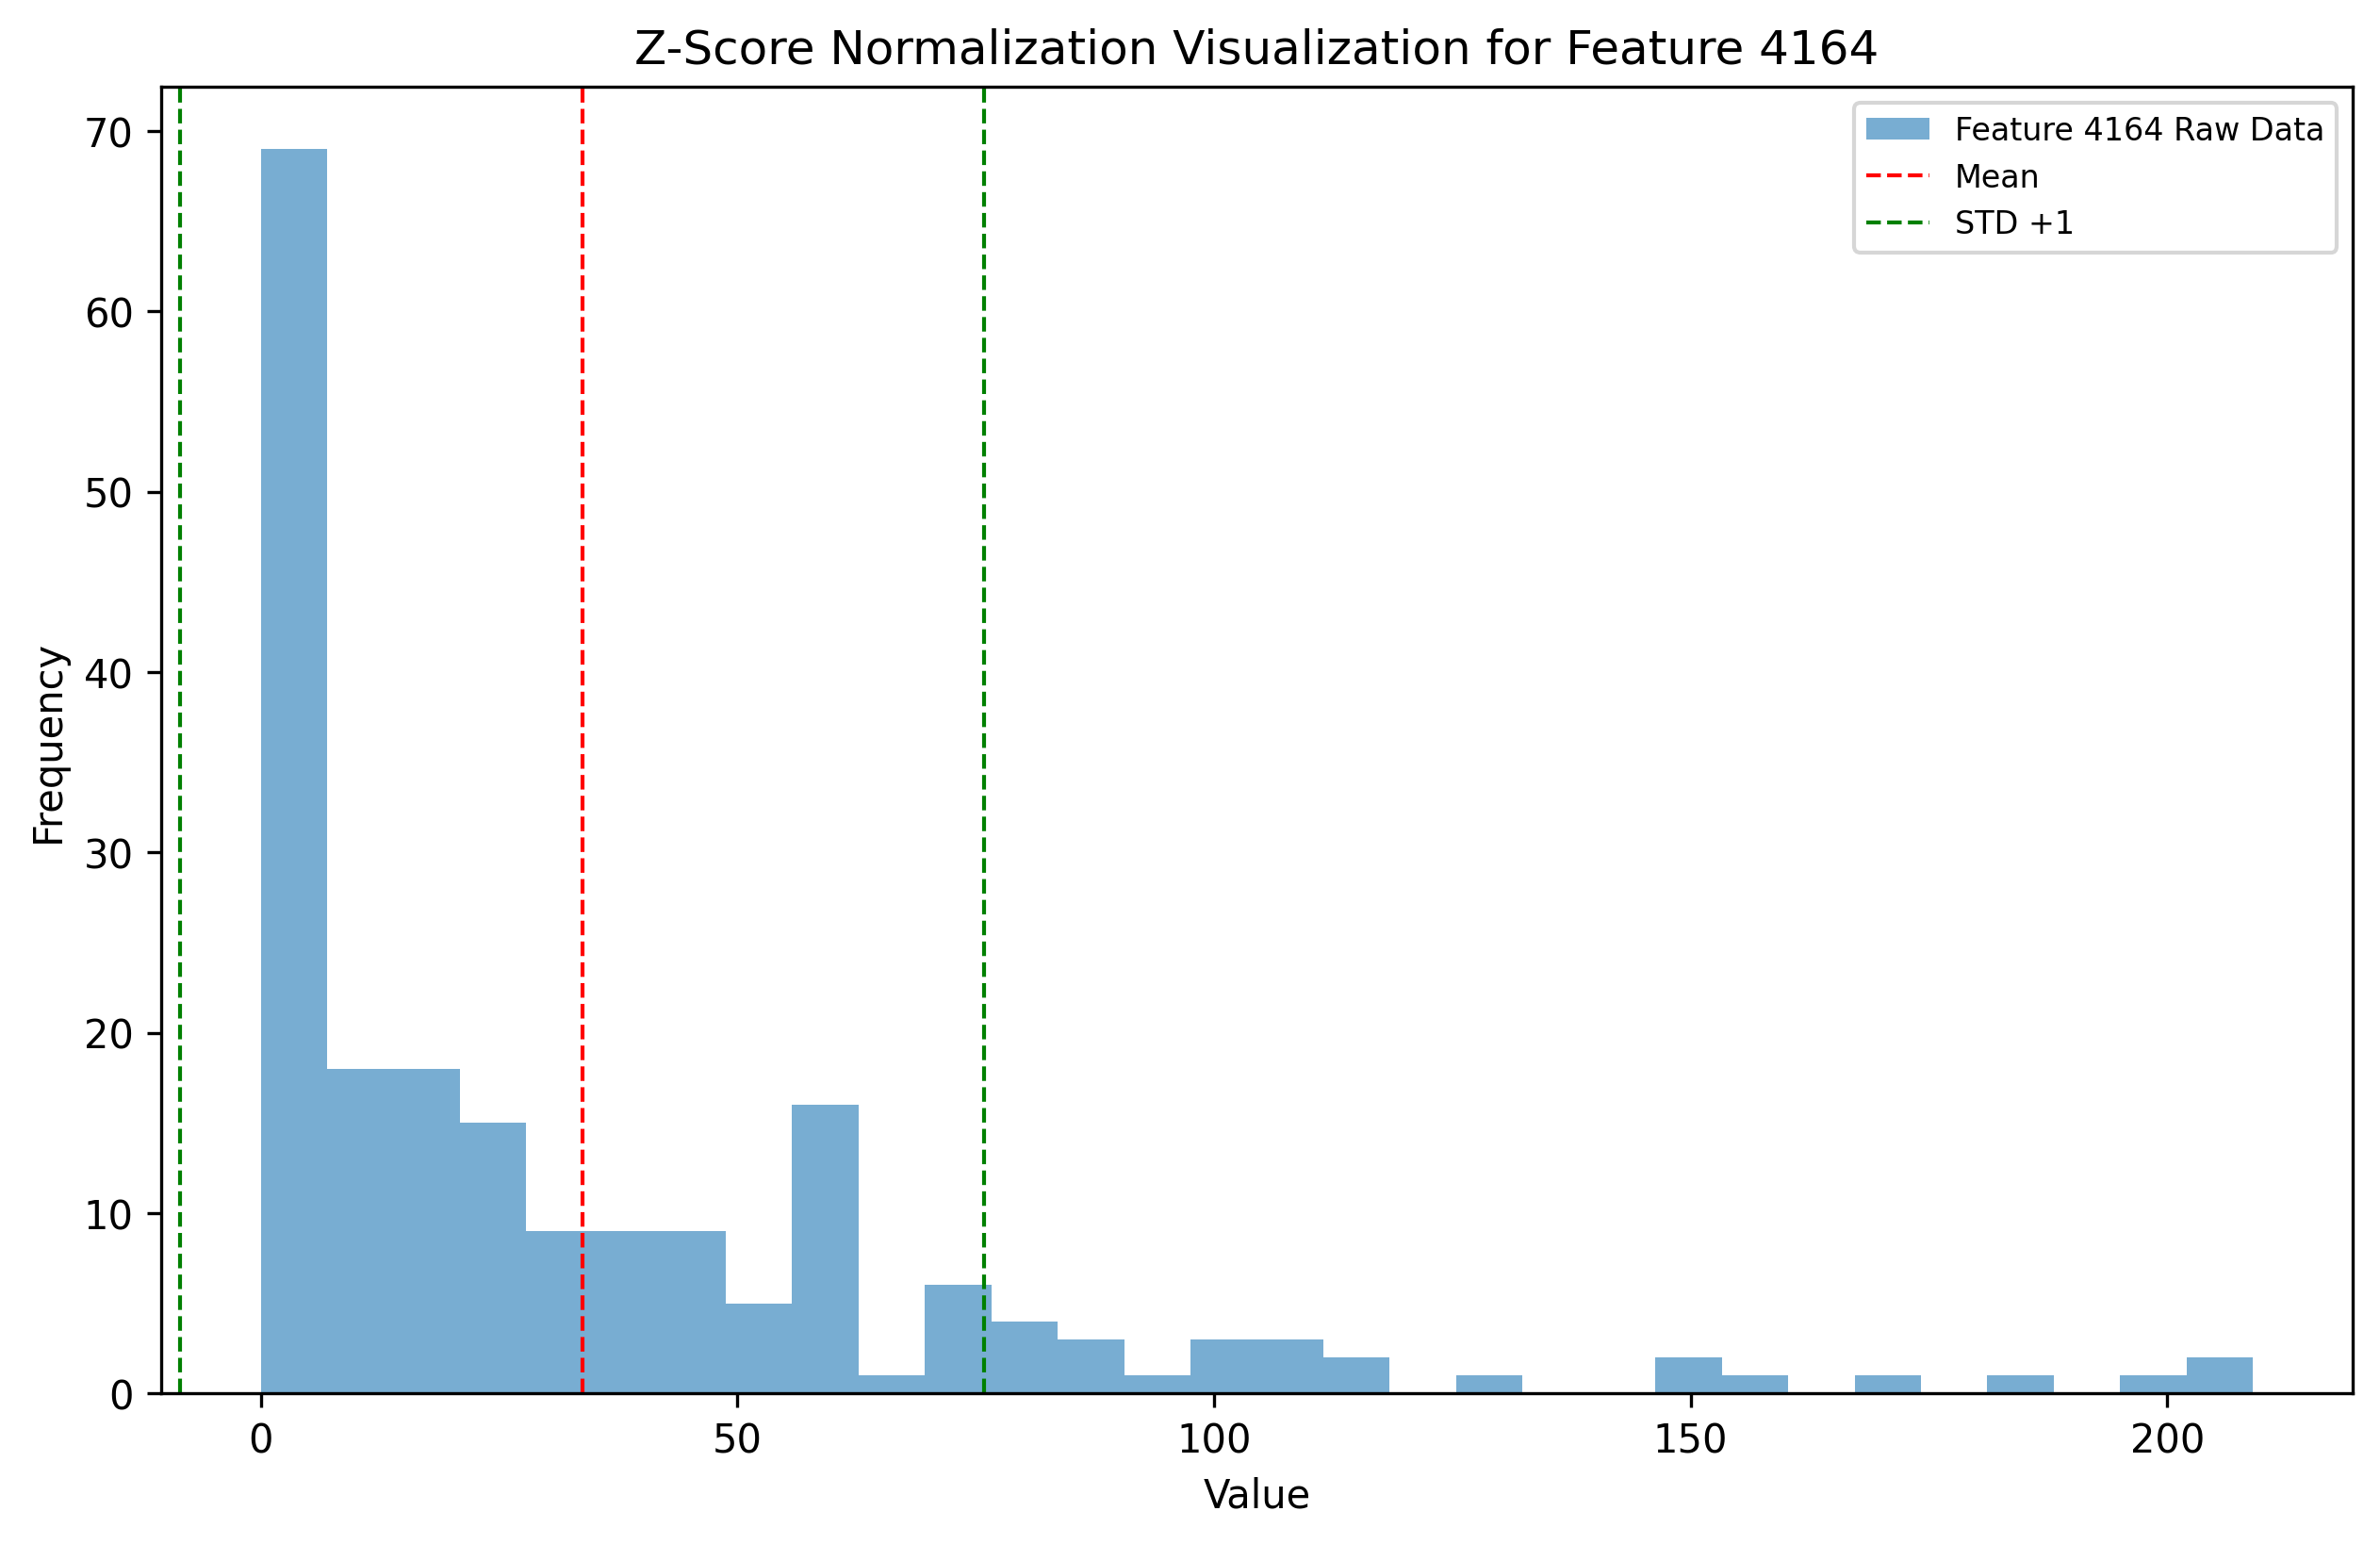 Z-Score Normalization Visualization for Feature 4164
Feature 4164 Raw Data
Mean
STD +1
70
60
50
40
30
20
10
0
Frequency
0 50 100 150 200
Value